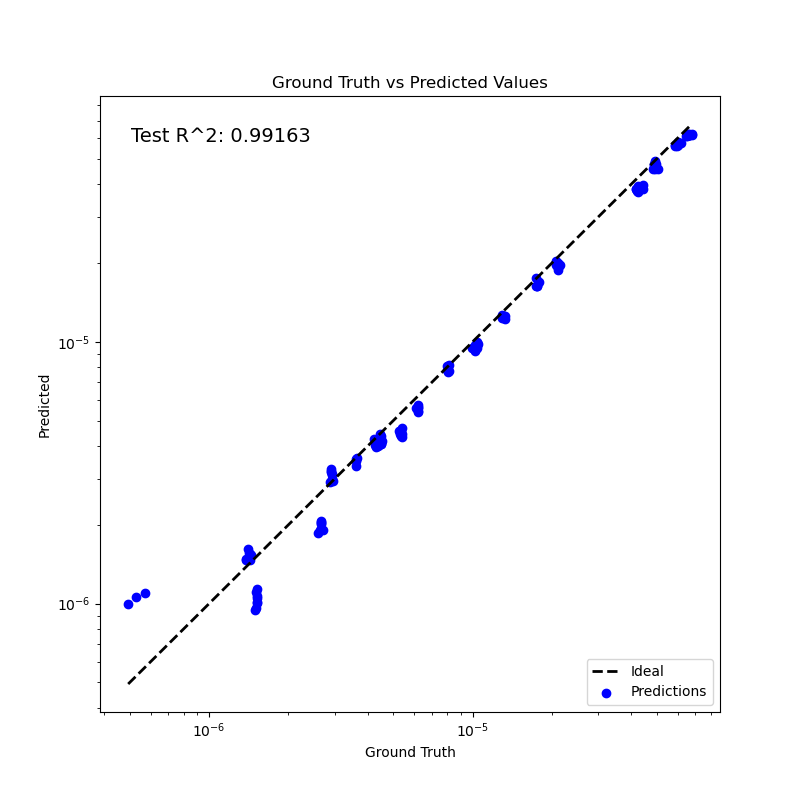 Ground Truth vs Predicted Values
Test R^2: 0.99163
10⁻⁵
10⁻⁶
Predicted
10⁻⁶
10⁻⁵
Ground Truth
Ideal
Predictions